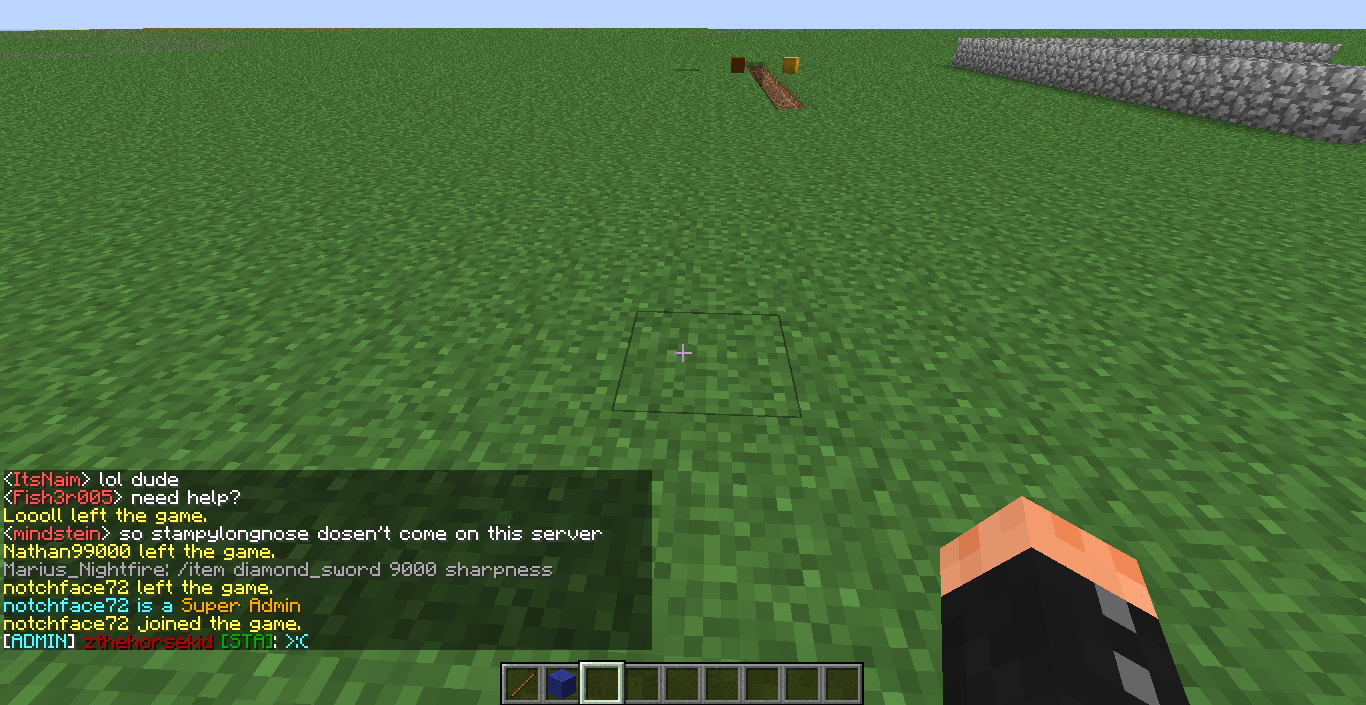 <ItsNaim> lol dude
<Fish3r005> need help?
Loooll left the game.
<mindstein> so stampylongnose dosen't come on this server
Nathan99000 left the game.
Marius_Nightfire: /item diamond_sword 9000 sharpness
notchface72 left the game.
notchface72 is a Super Admin
notchface72 joined the game.
[ADMIN] zthehorsekid [STA]: >:C